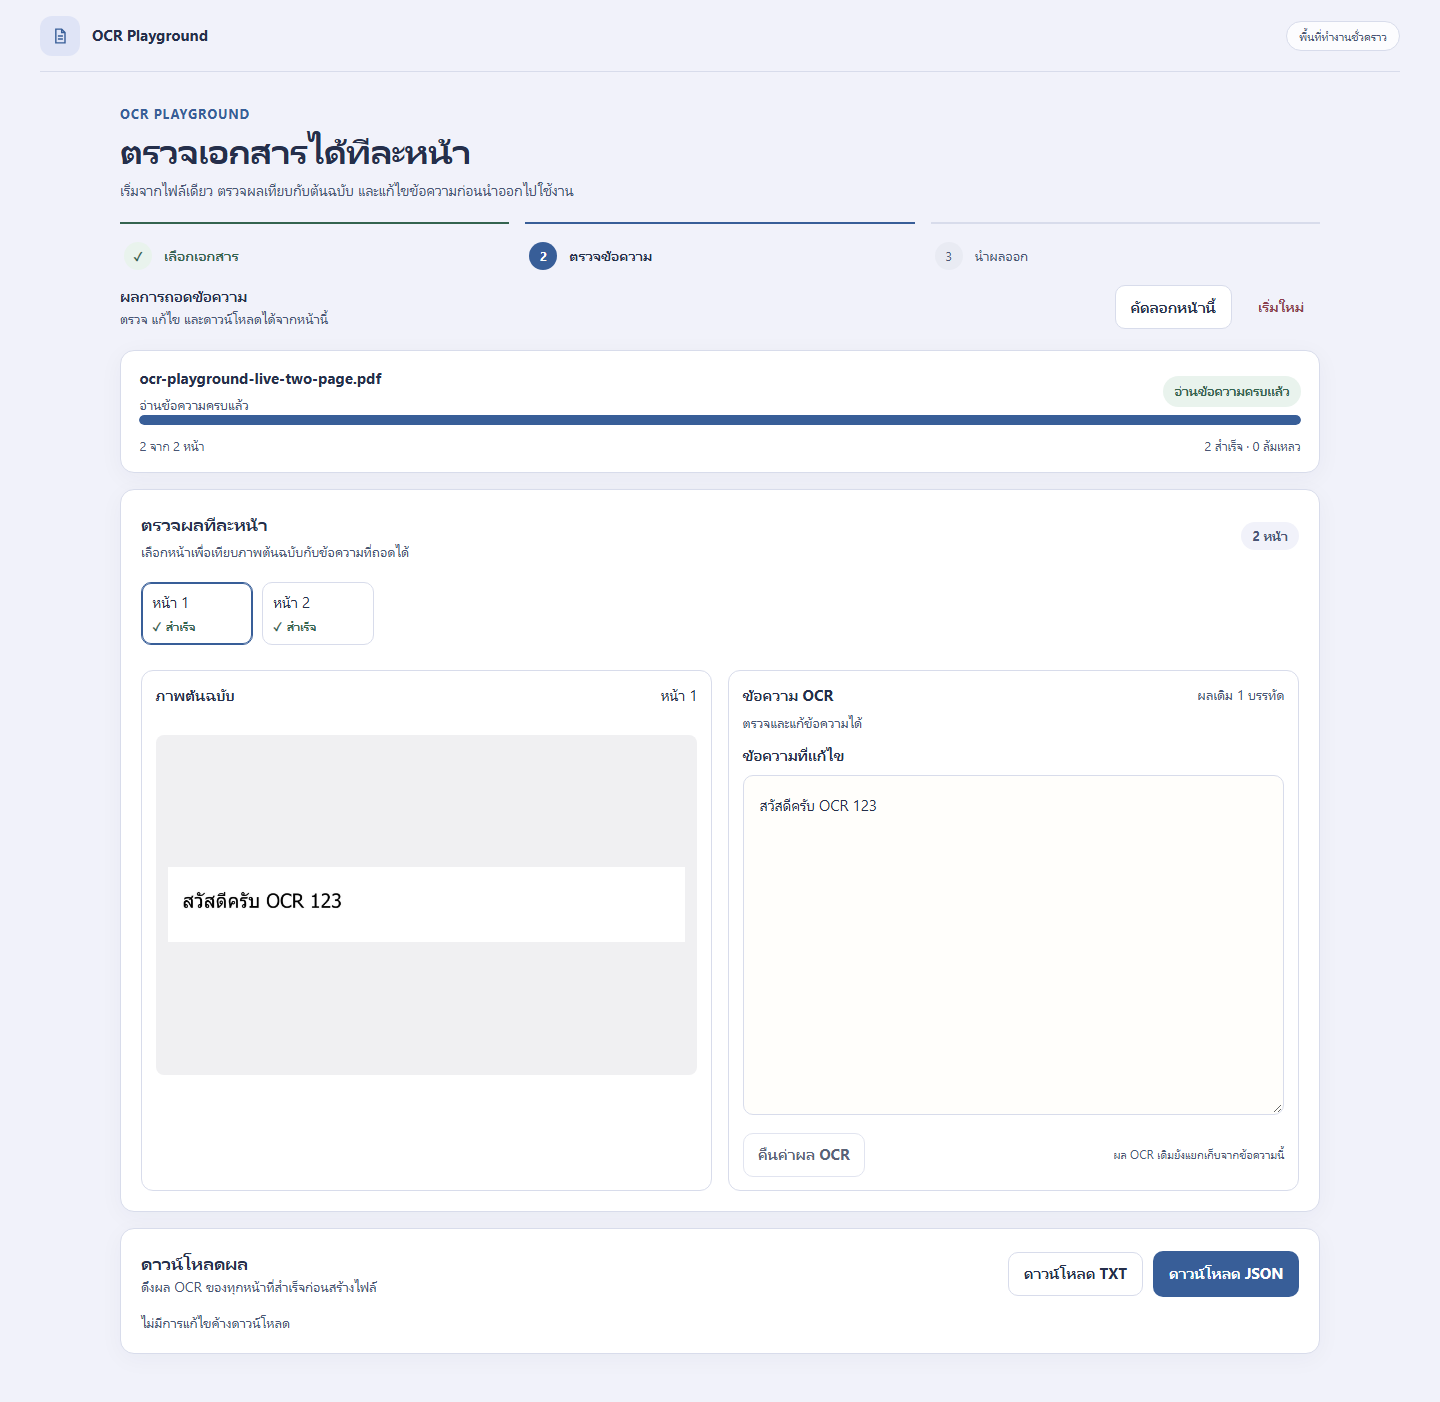 OCR Playground
พื้นที่ทำงานชั่วคราว
OCR PLAYGROUND
ตรวจเอกสารได้ทีละหน้า
เริ่มจากไฟล์เดียว ตรวจผลเทียบกับต้นฉบับ และแก้ไขข้อความก่อนนำออกไปใช้งาน
✓ เลือกเอกสาร
2 ตรวจข้อความ
3 นำผลออก
ผลการถอดข้อความ
ตรวจ แก้ไข และดาวน์โหลดได้จากหน้านี้
คัดลอกหน้านี้
เริ่มใหม่
ocr-playground-live-two-page.pdf
อ่านข้อความครบแล้ว
อ่านข้อความครบแล้ว
2 จาก 2 หน้า
2 สำเร็จ · 0 ล้มเหลว
ตรวจผลทีละหน้า
เลือกหน้าเพื่อเทียบภาพต้นฉบับกับข้อความที่ถอดได้
2 หน้า
หน้า 1
✓ สำเร็จ
หน้า 2
✓ สำเร็จ
ภาพต้นฉบับ
หน้า 1
สวัสดีครับ OCR 123
ข้อความ OCR
ผลเดิม 1 บรรทัด
ตรวจและแก้ข้อความได้
ข้อความที่แก้ไข
สวัสดีครับ OCR 123
คืนค่าผล OCR
ผล OCR เดิมยังแยกเก็บจากข้อความนี้
ดาวน์โหลดผล
ดึงผล OCR ของทุกหน้าที่สำเร็จก่อนสร้างไฟล์
ไม่มีการแก้ไขค้างดาวน์โหลด
ดาวน์โหลด TXT
ดาวน์โหลด JSON